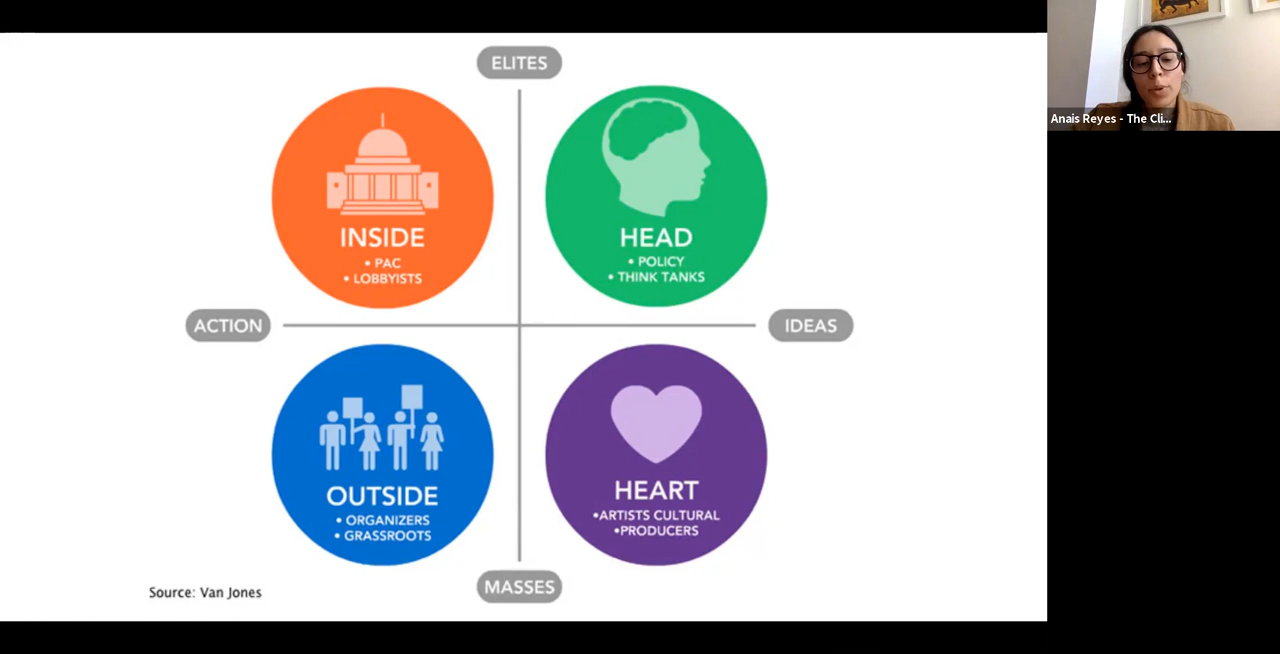 ELITES
INSIDE
• PAC
• LOBBYISTS
HEAD
• POLICY
• THINK TANKS
ACTION
IDEAS
OUTSIDE
• ORGANIZERS
• GRASSROOTS
HEART
•ARTISTS CULTURAL
•PRODUCERS
MASSES
Source: Van Jones
Anais Reyes - The Cli...